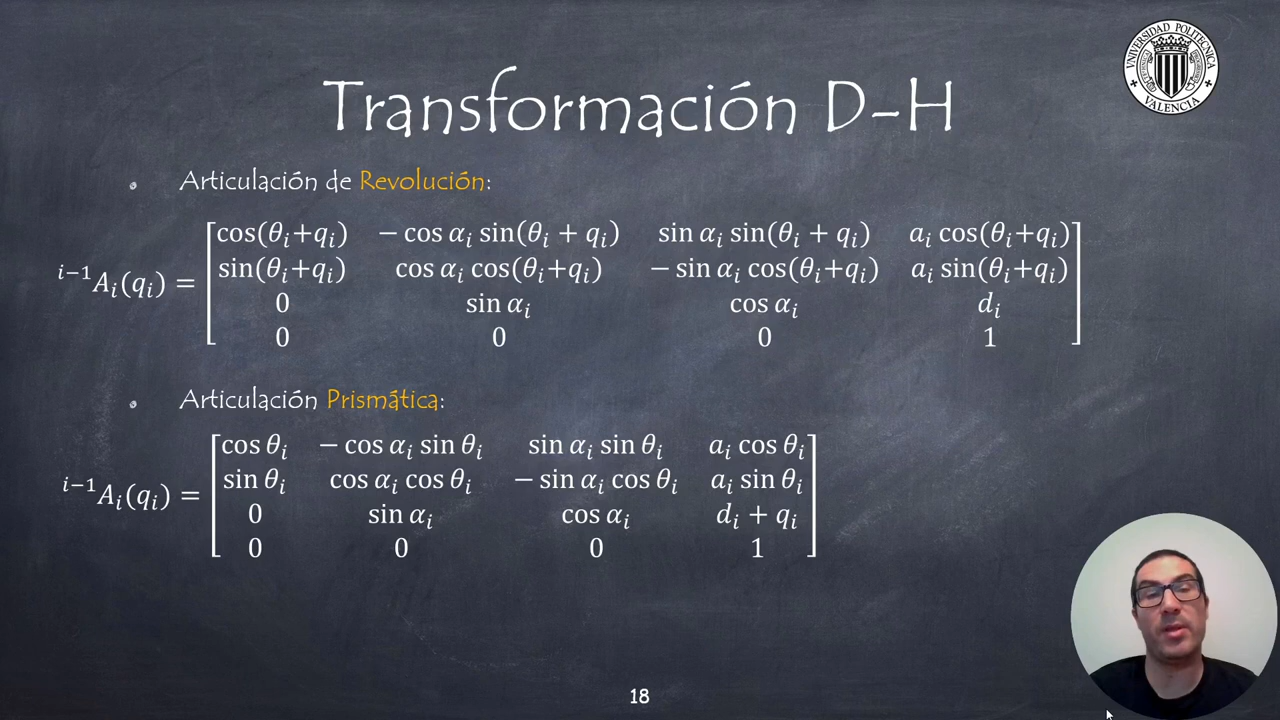 UNIVERSIDAD POLITECNICA
VALENCIA
Transformación D-H
Articulación de Revolución:
cos(θᵢ+qᵢ) − cos αᵢ sin(θᵢ + qᵢ) sin αᵢ sin(θᵢ + qᵢ) aᵢ cos(θᵢ+qᵢ)
sin(θᵢ+qᵢ) cos αᵢ cos(θᵢ+qᵢ) − sin αᵢ cos(θᵢ+qᵢ) aᵢ sin(θᵢ+qᵢ)
ⁱ⁻¹Aᵢ(qᵢ) =
0 sin αᵢ cos αᵢ dᵢ
0 0 0 1
Articulación Prismática:
cos θᵢ − cos αᵢ sin θᵢ sin αᵢ sin θᵢ aᵢ cos θᵢ
sin θᵢ cos αᵢ cos θᵢ − sin αᵢ cos θᵢ aᵢ sin θᵢ
ⁱ⁻¹Aᵢ(qᵢ) =
0 sin αᵢ cos αᵢ dᵢ + qᵢ
0 0 0 1
18